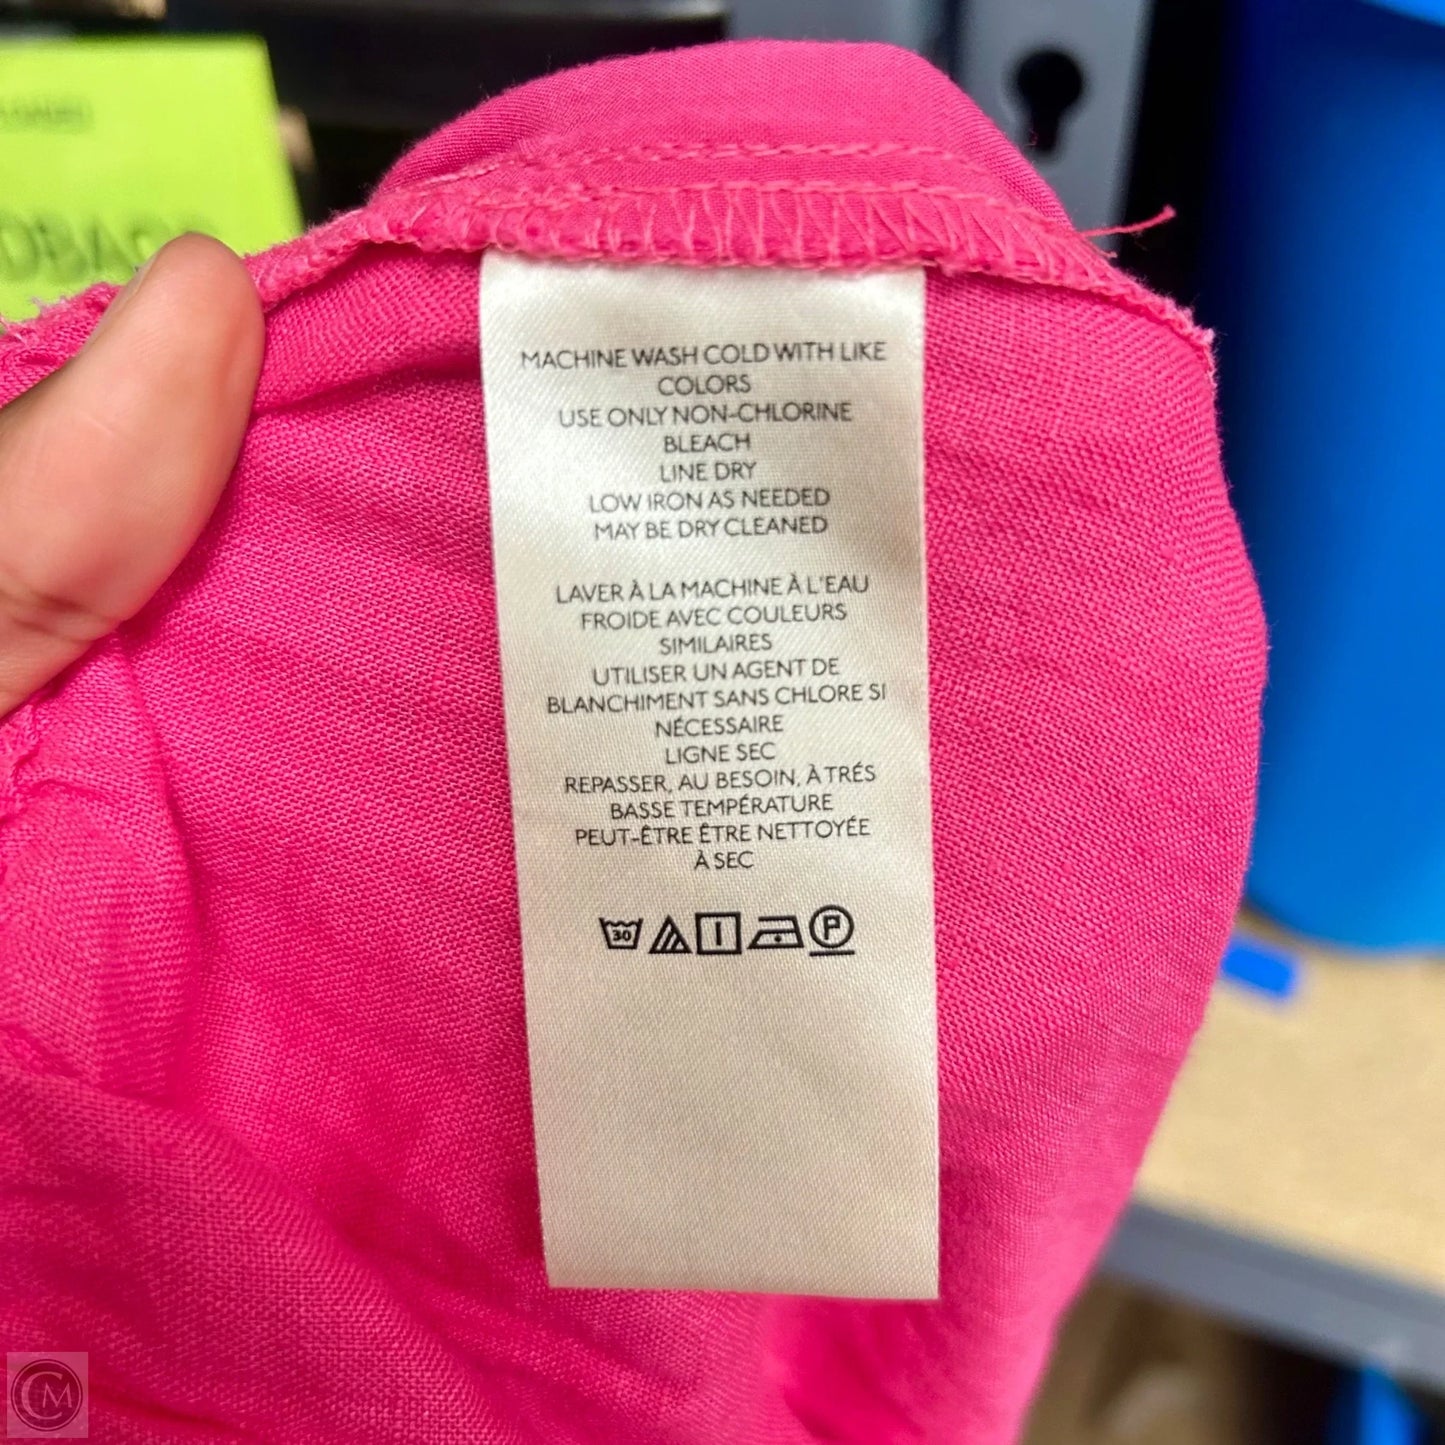 MACHINE WASH COLD WITH LIKE
COLORS
USE ONLY NON-CHLORINE
BLEACH
LINE DRY
LOW IRON AS NEEDED
MAY BE DRY CLEANED
LAVER À LA MACHINE À L'EAU
FROIDE AVEC COULEURS
SIMILAIRES
UTILISER UN AGENT DE
BLANCHIMENT SANS CHLORE SI
NÉCESSAIRE
LIGNE SEC
REPASSER, AU BESOIN, À TRÉS
BASSE TEMPÉRATURE
PEUT-ÊTRE ÊTRE NETTOYÉE
À SEC
30 P
CM